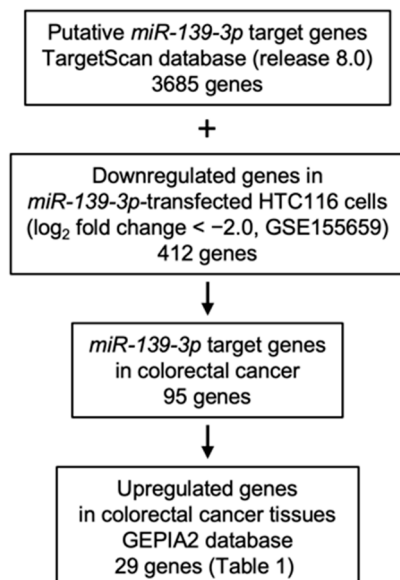 Putative miR-139-3p target genes
TargetScan database (release 8.0)
3685 genes
+
Downregulated genes in
miR-139-3p-transfected HTC116 cells
(log₂ fold change < −2.0, GSE155659)
412 genes
miR-139-3p target genes
in colorectal cancer
95 genes
Upregulated genes
in colorectal cancer tissues
GEPIA2 database
29 genes (Table 1)